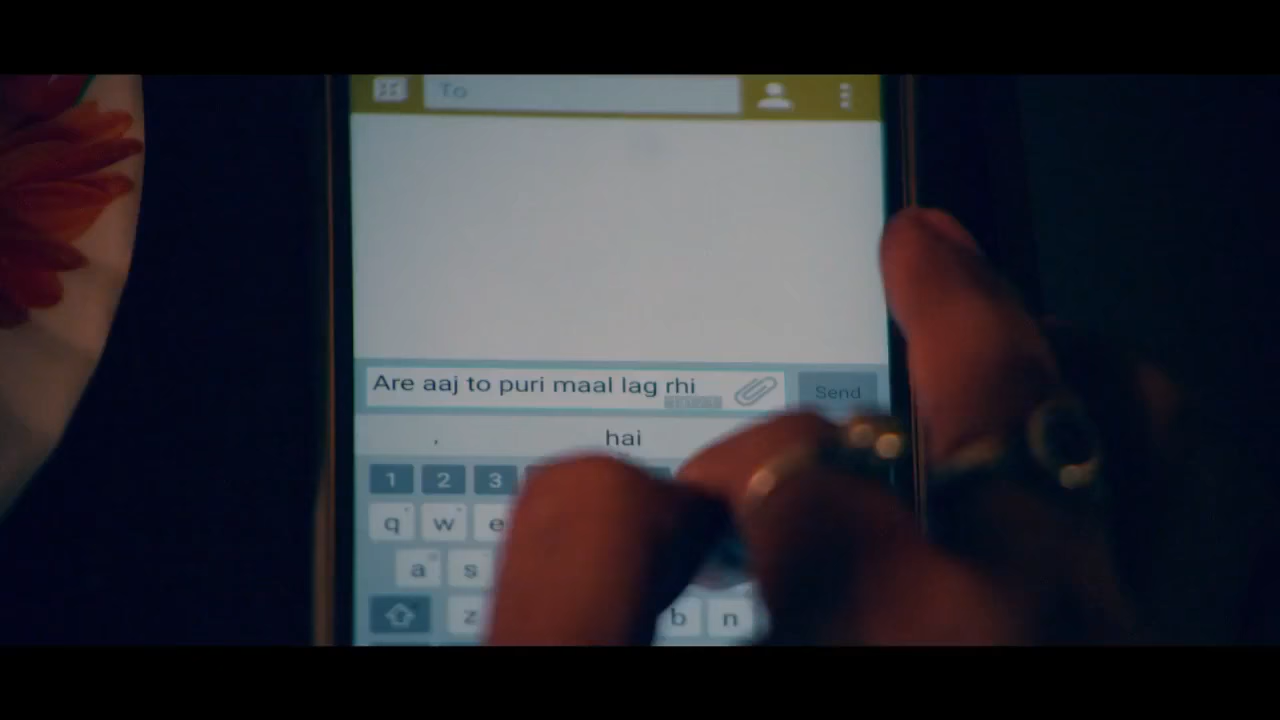 To
Are aaj to puri maal lag rhi
Send
, hai
1 2 3
q w e
a s
z b n